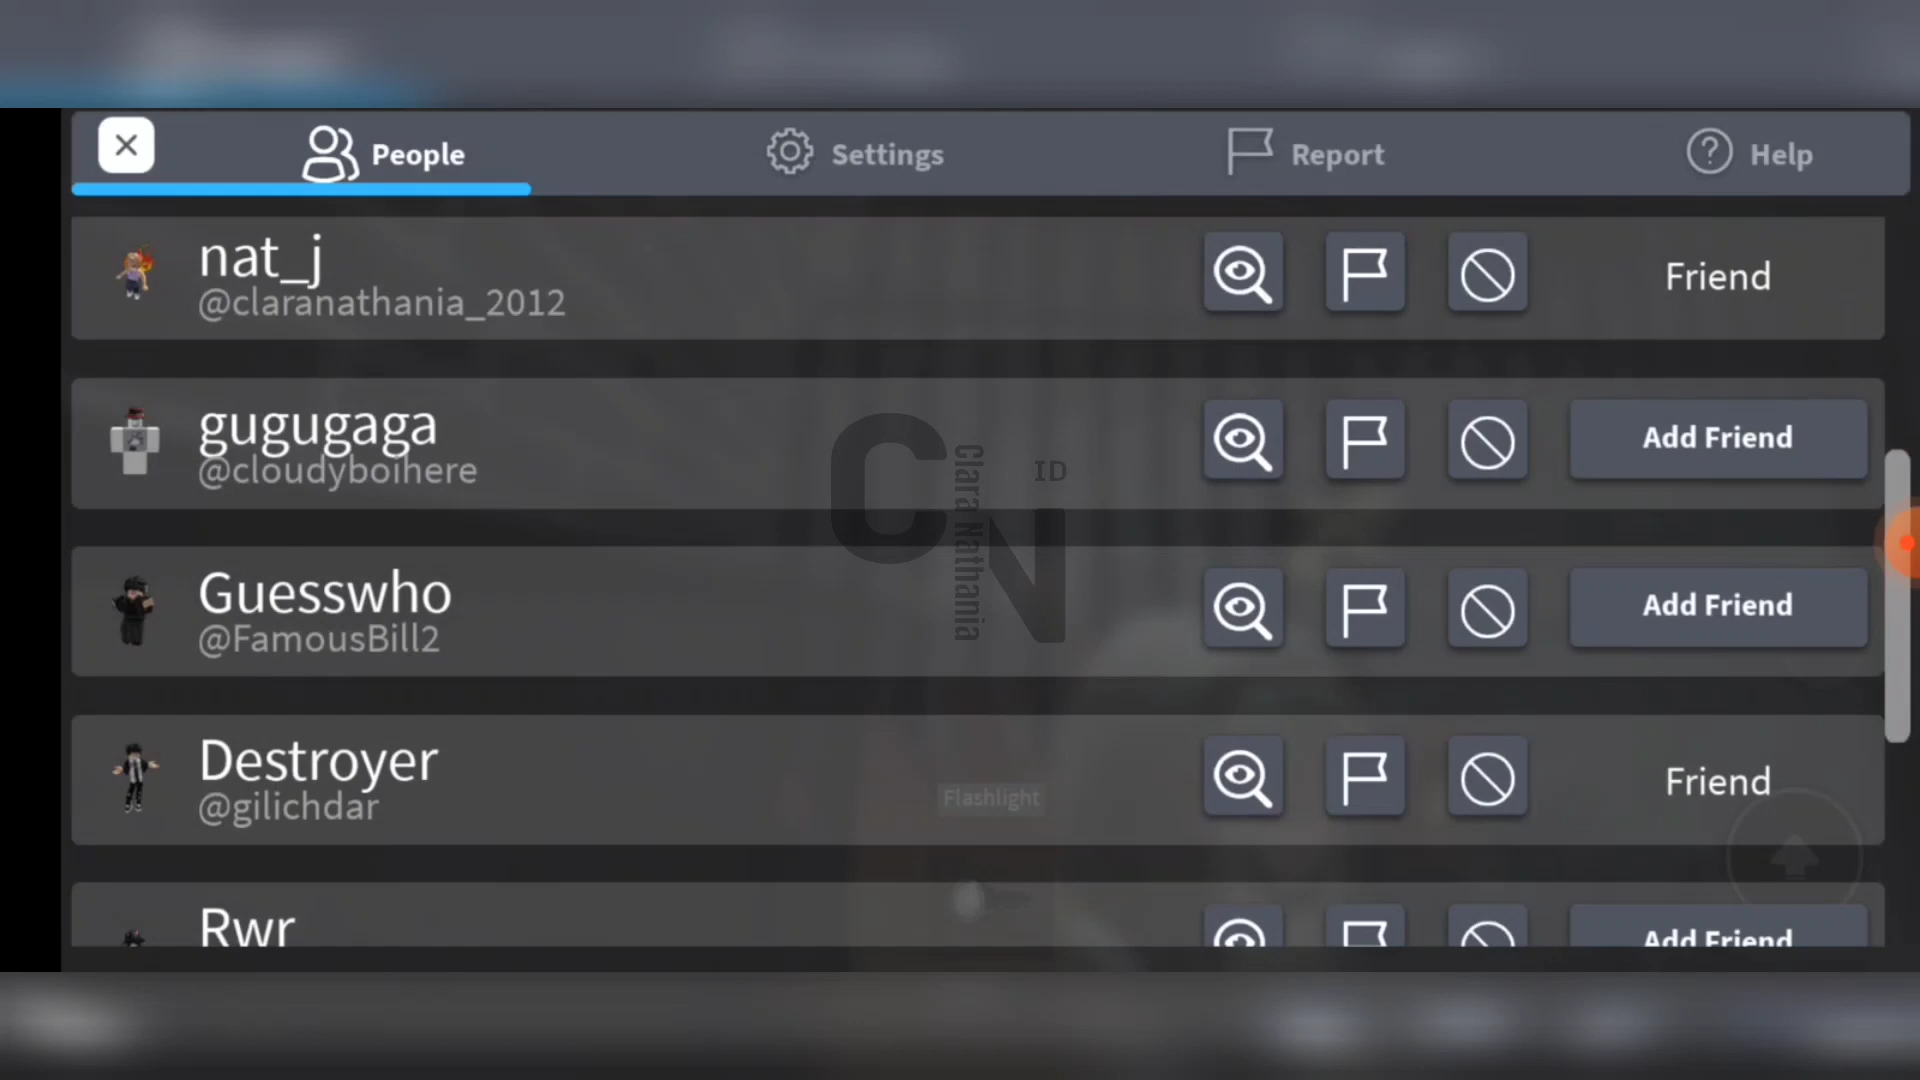 People
Settings
Report
Help
nat_j
@claranathania_2012
Friend
gugugaga
@cloudyboihere
Add Friend
Guesswho
@FamousBill2
Add Friend
Destroyer
@gilichdar
Friend
Rwr
Add Friend
CN
Clara Nathania
ID
Flashlight